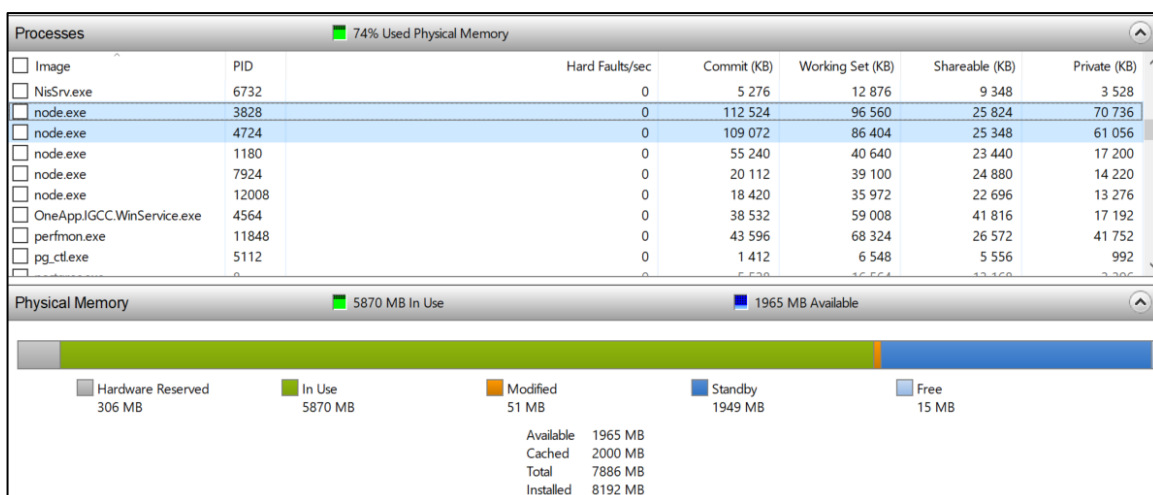 Processes 74% Used Physical Memory
Image PID Hard Faults/sec Commit (KB) Working Set (KB) Shareable (KB) Private (KB)
NisSrv.exe 6732 0 5 276 12 876 9 348 3 528
node.exe 3828 0 112 524 96 560 25 824 70 736
node.exe 4724 0 109 072 86 404 25 348 61 056
node.exe 1180 0 55 240 40 640 23 440 17 200
node.exe 7924 0 20 112 39 100 24 880 14 220
node.exe 12008 0 18 420 35 972 22 696 13 276
OneApp.IGCC.WinService.exe 4564 0 38 532 59 008 41 816 17 192
perfmon.exe 11848 0 43 596 68 324 26 572 41 752
pg_ctl.exe 5112 0 1 412 6 548 5 556 992
Physical Memory 5870 MB In Use 1965 MB Available
Hardware Reserved In Use Modified Standby Free
306 MB 5870 MB 51 MB 1949 MB 15 MB
Available 1965 MB
Cached 2000 MB
Total 7886 MB
Installed 8192 MB